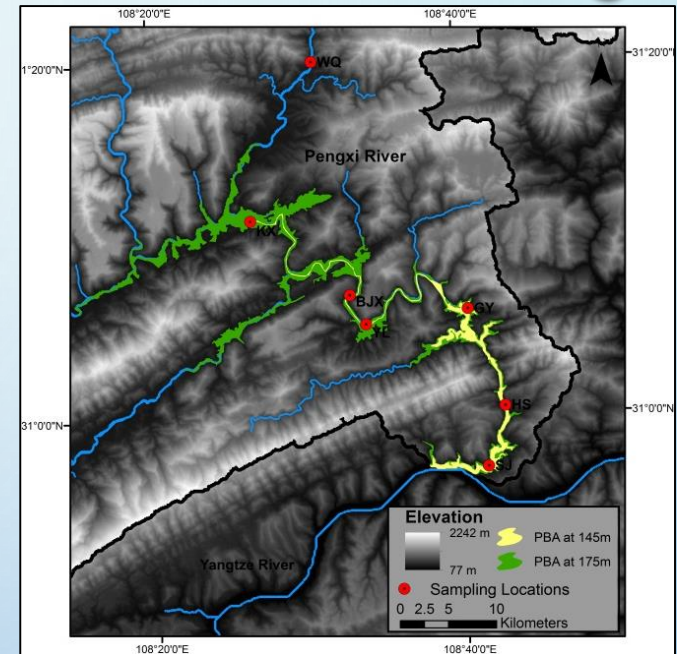 108°20'0"E 108°40'0"E
1°20'0"N 31°20'0"N
WQ
Pengxi River
KX
BJX
GY
HS
31°0'0"N 31°0'0"N
SJ
Elevation
2242 m
77 m
PBA at 145m
PBA at 175m
Sampling Locations
0 2.5 5 10
Kilometers
Yangtze River
108°20'0"E 108°40'0"E